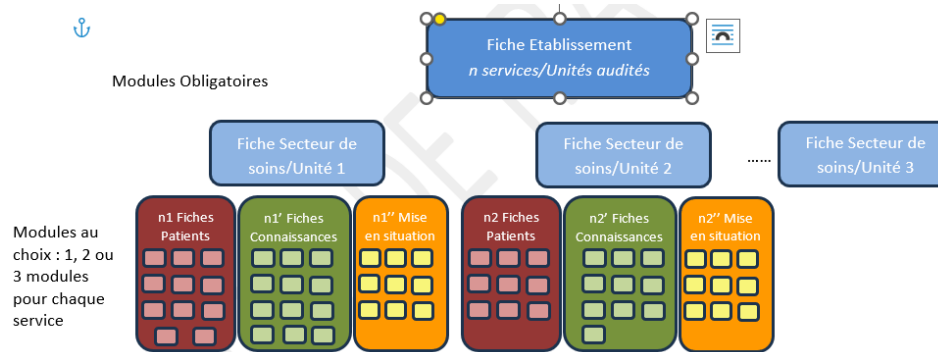 Fiche Etablissement
n services/Unités audités
Modules Obligatoires
Fiche Secteur de
soins/Unité 1
Fiche Secteur de
soins/Unité 2
......
Fiche Secteur de
soins/Unité 3
Modules au
choix : 1, 2 ou
3 modules
pour chaque
service
n1 Fiches
Patients
n1' Fiches
Connaissances
n1'' Mise
en situation
n2 Fiches
Patients
n2' Fiches
Connaissances
n2'' Mise
en situation